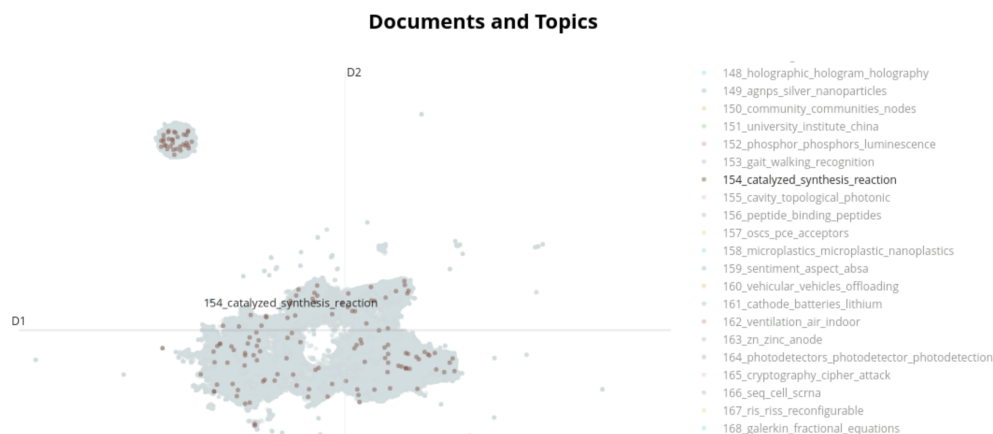 Documents and Topics
D2
D1
154_catalyzed_synthesis_reaction
148_holographic_hologram_holography
149_agnps_silver_nanoparticles
150_community_communities_nodes
151_university_institute_china
152_phosphor_phosphors_luminescence
153_gait_walking_recognition
154_catalyzed_synthesis_reaction
155_cavity_topological_photonic
156_peptide_binding_peptides
157_oscs_pce_acceptors
158_microplastics_microplastic_nanoplastics
159_sentiment_aspect_absa
160_vehicular_vehicles_offloading
161_cathode_batteries_lithium
162_ventilation_air_indoor
163_zn_zinc_anode
164_photodetectors_photodetector_photodetection
165_cryptography_cipher_attack
166_seq_cell_scrna
167_ris_riss_reconfigurable
168_galerkin_fractional_equations